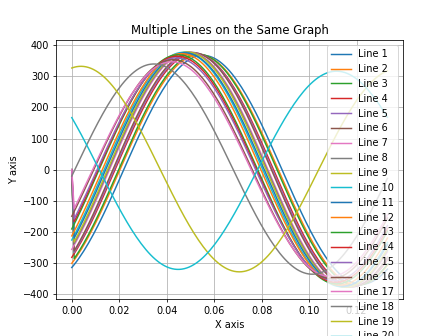 Multiple Lines on the Same Graph
400
300
200
100
0
−100
−200
−300
−400
Y axis
0.00
0.02
0.04
0.06
0.08
0.10
X axis
Line 1
Line 2
Line 3
Line 4
Line 5
Line 6
Line 7
Line 8
Line 9
Line 10
Line 11
Line 12
Line 13
Line 14
Line 15
Line 16
Line 17
Line 18
Line 19
Line 20